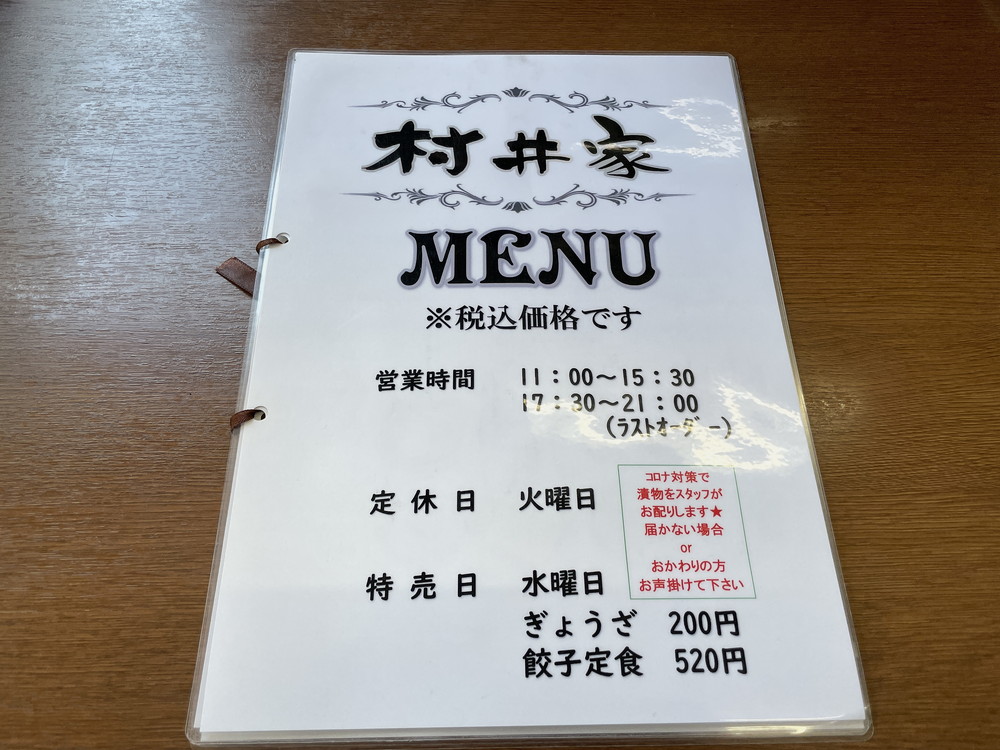 村井家
MENU
※税込価格です
営業時間 11：00～15：30
17：30～21：00
（ラストオーダー）
定休日 火曜日
コロナ対策で
漬物をスタッフが
お配りします★
届かない場合
or
おかわりの方
お声掛けて下さい
特売日 水曜日
ぎょうざ 200円
餃子定食 520円